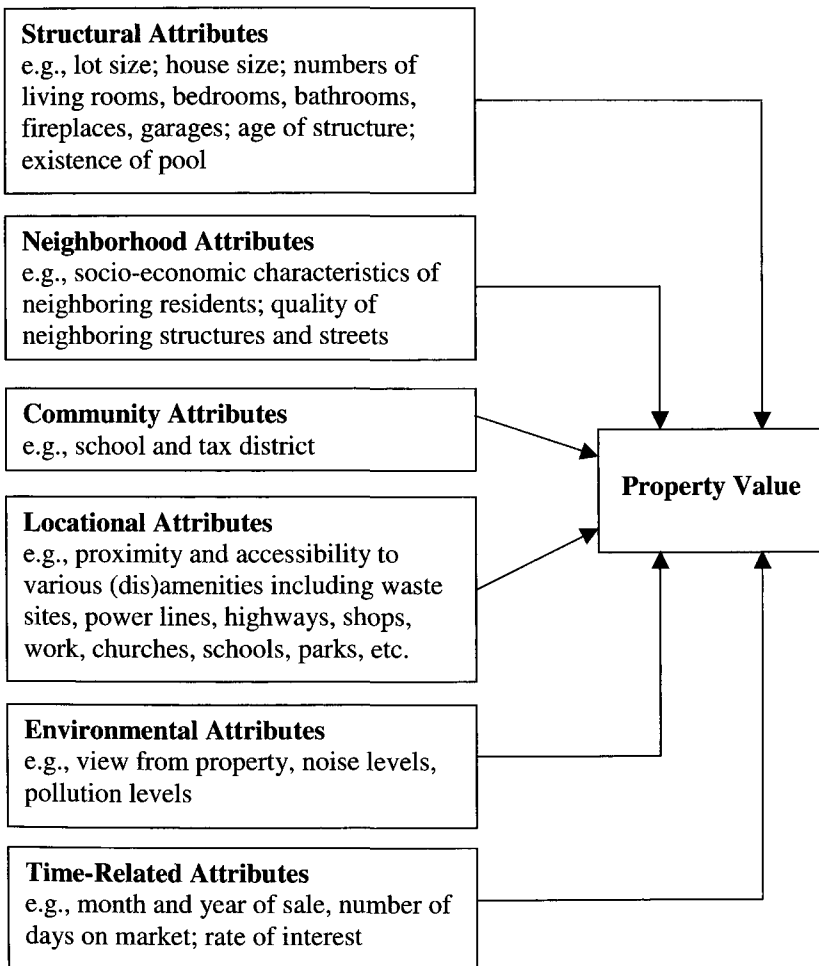 Structural Attributes
e.g., lot size; house size; numbers of
living rooms, bedrooms, bathrooms,
fireplaces, garages; age of structure;
existence of pool
Neighborhood Attributes
e.g., socio-economic characteristics of
neighboring residents; quality of
neighboring structures and streets
Community Attributes
e.g., school and tax district
Property Value
Locational Attributes
e.g., proximity and accessibility to
various (dis)amenities including waste
sites, power lines, highways, shops,
work, churches, schools, parks, etc.
Environmental Attributes
e.g., view from property, noise levels,
pollution levels
Time-Related Attributes
e.g., month and year of sale, number of
days on market; rate of interest